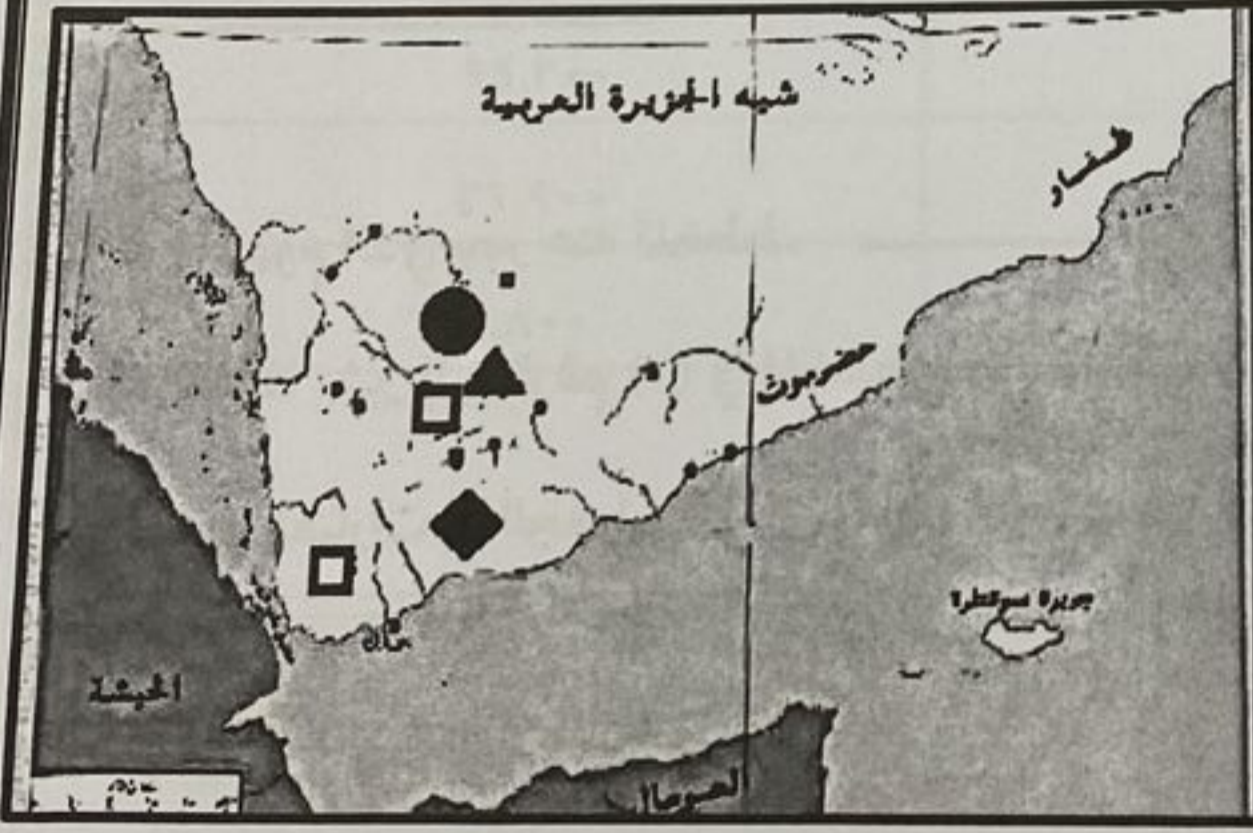 شبه الجزيرة العربية
ظفار
حضرموت
جزيرة سوقطرة
عدن
الحبشة
الصومال